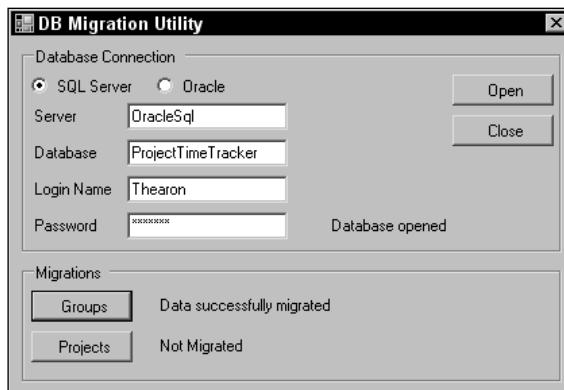 DB Migration Utility
Database Connection
SQL Server Oracle
Open
Server OracleSql
Close
Database ProjectTimeTracker
Login Name Thearon
Password *******
Database opened
Migrations
Groups Data successfully migrated
Projects Not Migrated